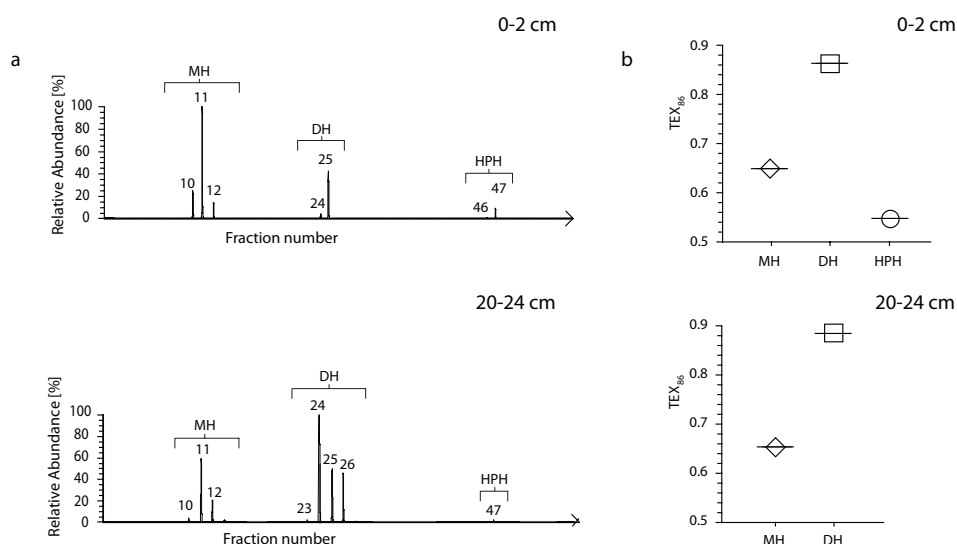 0-2 cm
a
MH
DH
HPH
Relative Abundance [%]
100
80
60
40
20
0
10
11
12
24
25
46
47
Fraction number
0-2 cm
b
TEX86
0.9
0.8
0.7
0.6
0.5
MH DH HPH
20-24 cm
MH
DH
HPH
Relative Abundance [%]
100
80
60
40
20
0
10
11
12
23
24
25
26
47
Fraction number
20-24 cm
TEX86
0.9
0.8
0.7
0.6
0.5
MH DH